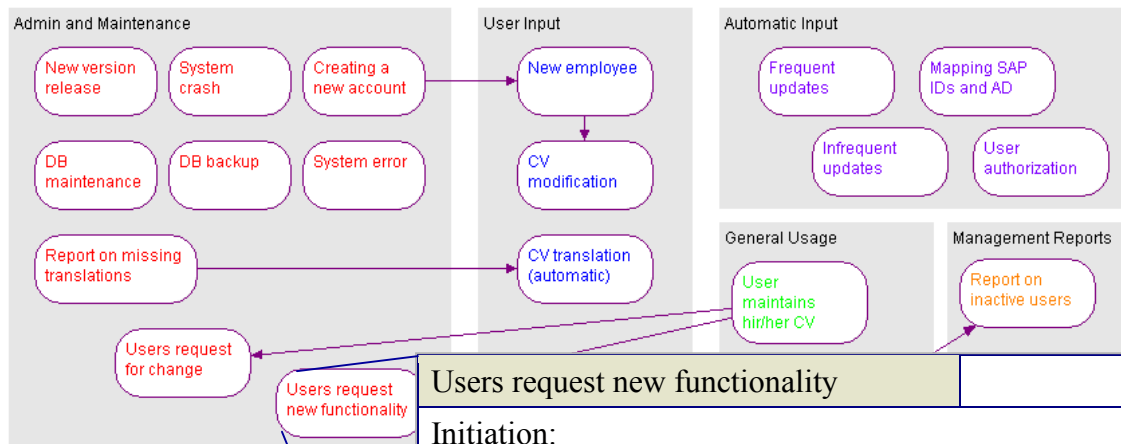 Admin and Maintenance
New version
release
System
crash
Creating a
new account
DB
maintenance
DB backup
System error
Report on missing
translations
Users request
for change
Users request
new functionality
User Input
New employee
CV
modification
CV translation
(automatic)
Automatic Input
Frequent
updates
Mapping SAP
IDs and AD
Infrequent
updates
User
authorization
General Usage
User
maintains
hir/her CV
Management Reports
Report on
inactive users
Users request new functionality
Initiation: